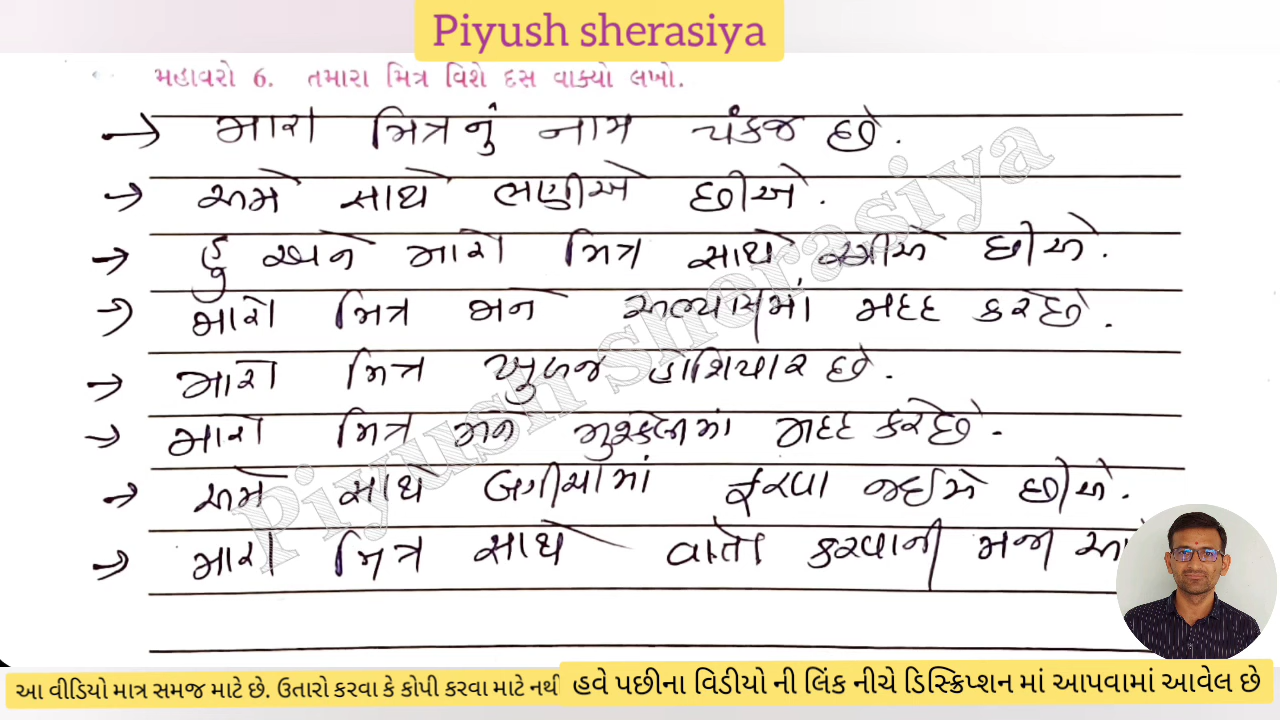 Piyush sherasiya
મહાવરો 6. તમારા મિત્ર વિશે દસ વાક્યો લખો.
→ મારા મિત્રનું નામ પંકજ છે.
→ અમે સાથે ભણીએ છીએ.
→ હું અને મારો મિત્ર સાથે રમીએ છીએ.
→ મારો મિત્ર મને અભ્યાસમાં મદદ કરે છે.
→ મારો મિત્ર ખુબજ હોશિયાર છે.
→ મારો મિત્ર મને મુશ્કેલીમાં મદદ કરે છે.
→ અમે સાથે બગીચામાં ફરવા જઈએ છીએ.
→ મારા મિત્ર સાથે વાતો કરવાની મજા
Piyush sherasiya
આ વીડિયો માત્ર સમજ માટે છે. ઉતારો કરવા કે કોપી કરવા માટે નથી
હવે પછીના વિડીયો ની લિંક નીચે ડિસ્ક્રિપ્શન માં આપવામાં આવેલ છે